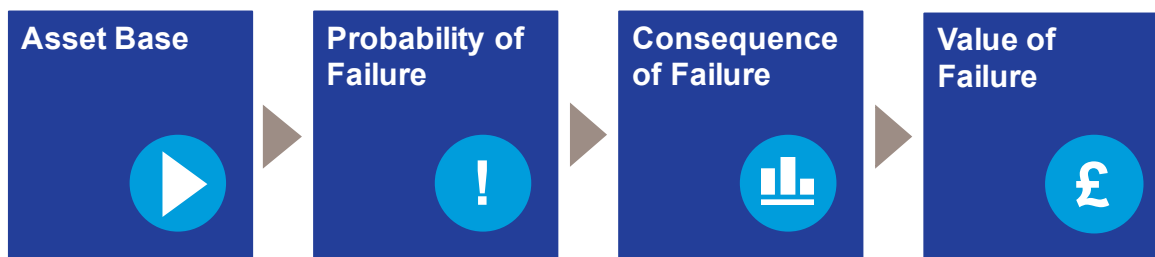 Asset Base
Probability of
Failure
!
Consequence
of Failure
Value of
Failure
£